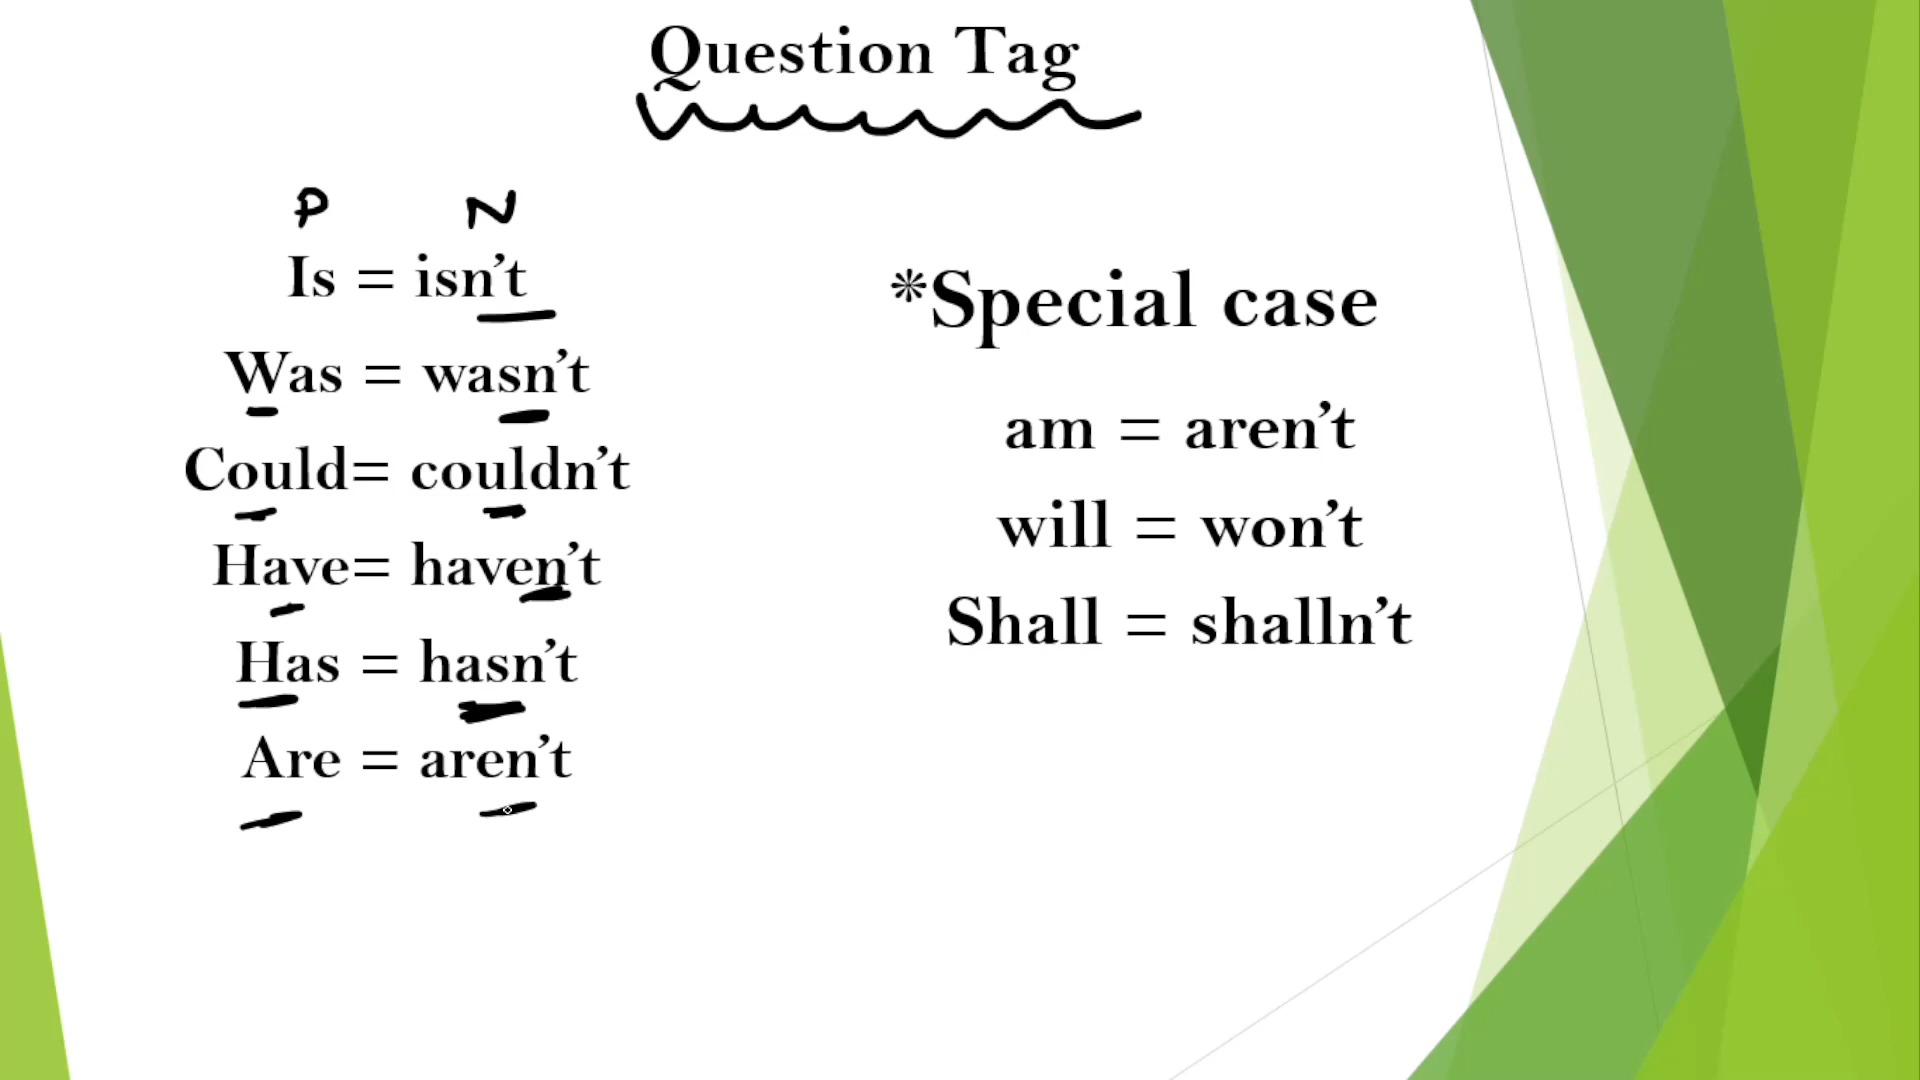 Question Tag
P N
Is = isn’t
Was = wasn’t
Could= couldn’t
Have= haven’t
Has = hasn’t
Are = aren’t
*Special case
am = aren’t
will = won’t
Shall = shalln’t